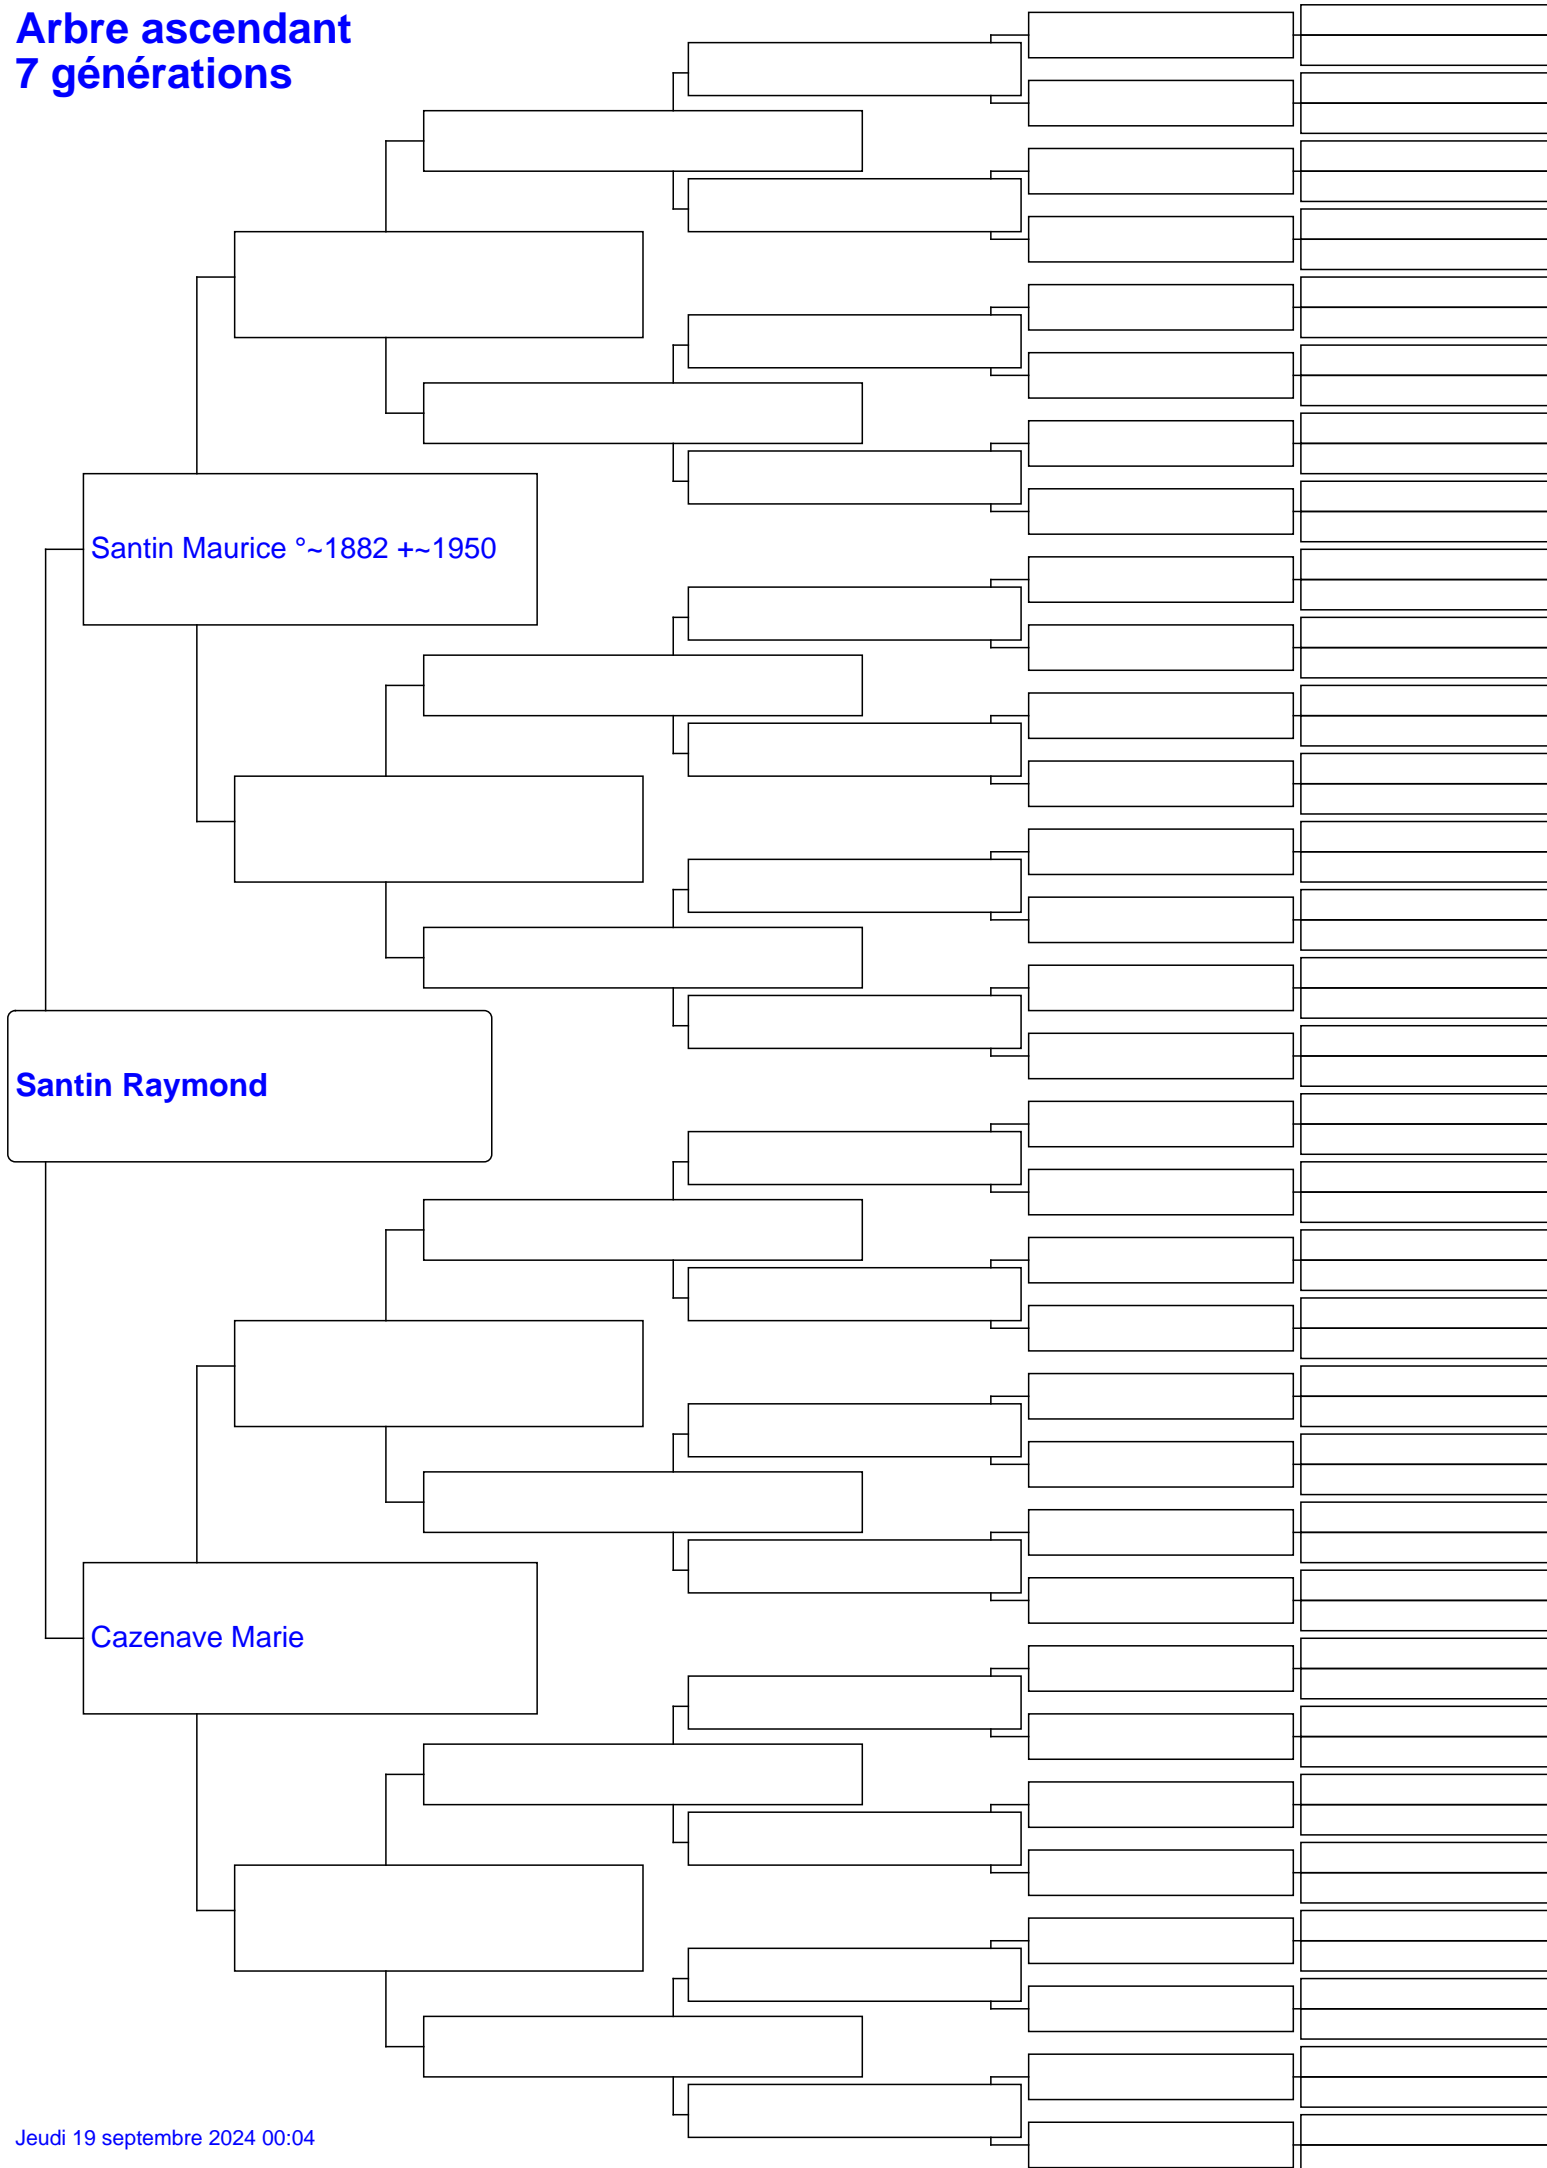 Arbre ascendant
7 générations
Santin Maurice °~1882 +~1950
Santin Raymond
Cazenave Marie
Jeudi 19 septembre 2024 00:04